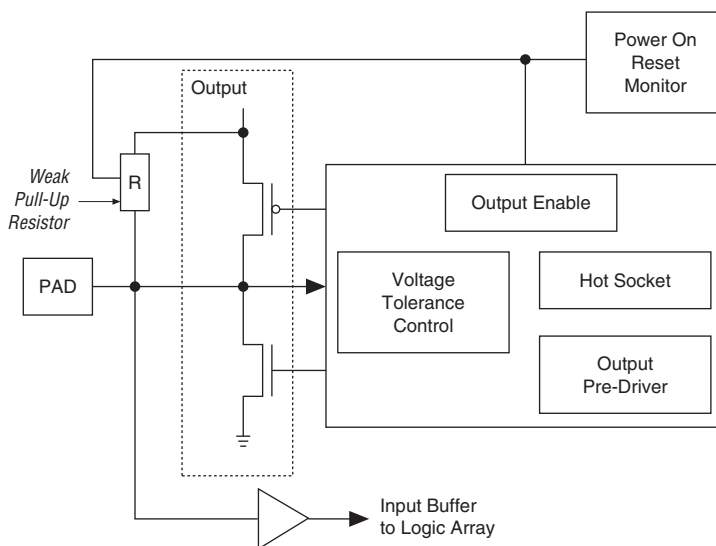 Power On
Reset
Monitor
Output
Weak
Pull-Up
Resistor
R
Output Enable
PAD
Voltage
Tolerance
Control
Hot Socket
Output
Pre-Driver
Input Buffer
to Logic Array